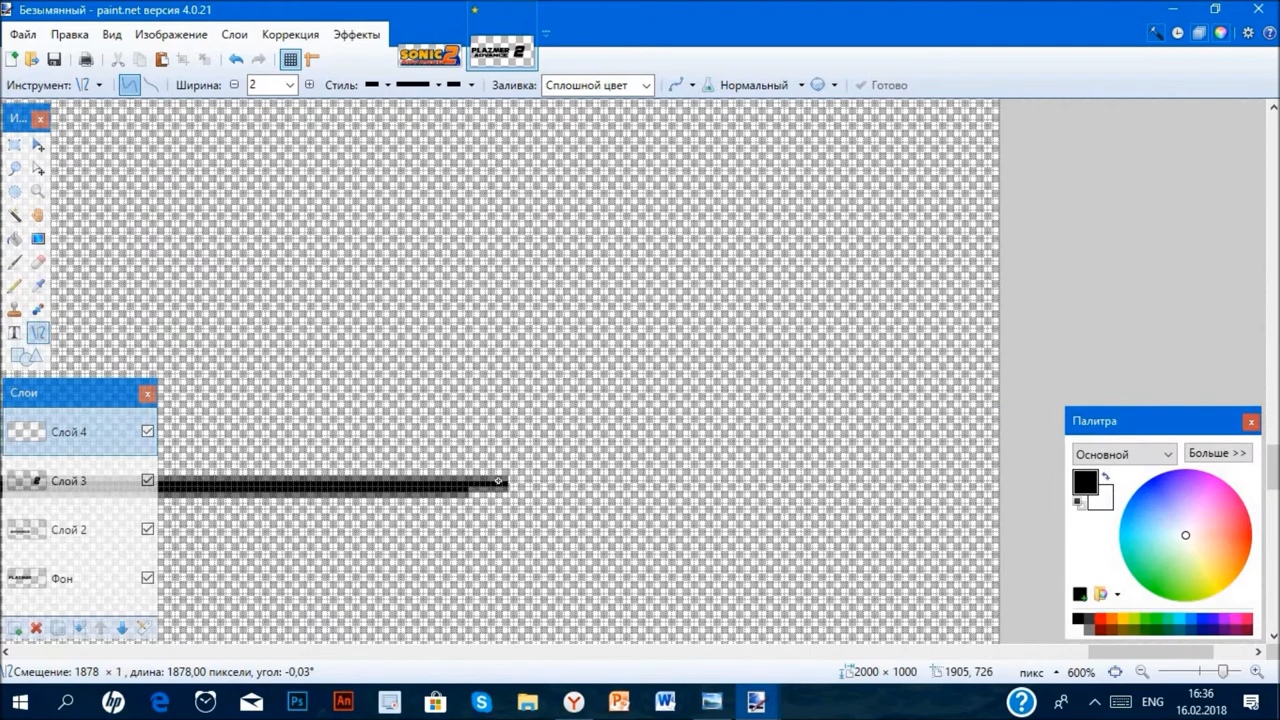 Безымянный - paint.net версия 4.0.21
Файл Правка Вид Изображение Слои Коррекция Эффекты
SONIC 2
PLAZMER 2
ADVANCE
Инструмент: Ширина: 2 Стиль: Заливка: Сплошной цвет Нормальный Готово
И...
Слои
Слой 4
Слой 3
Слой 2
Фон
Палитра
Основной Больше >>
Смещение: 1878 × 1 , длина: 1878,00 пиксели, угол: -0,03° 2000 × 1000 1905, 726 пикс 600%
ENG
16:36
16.02.2018